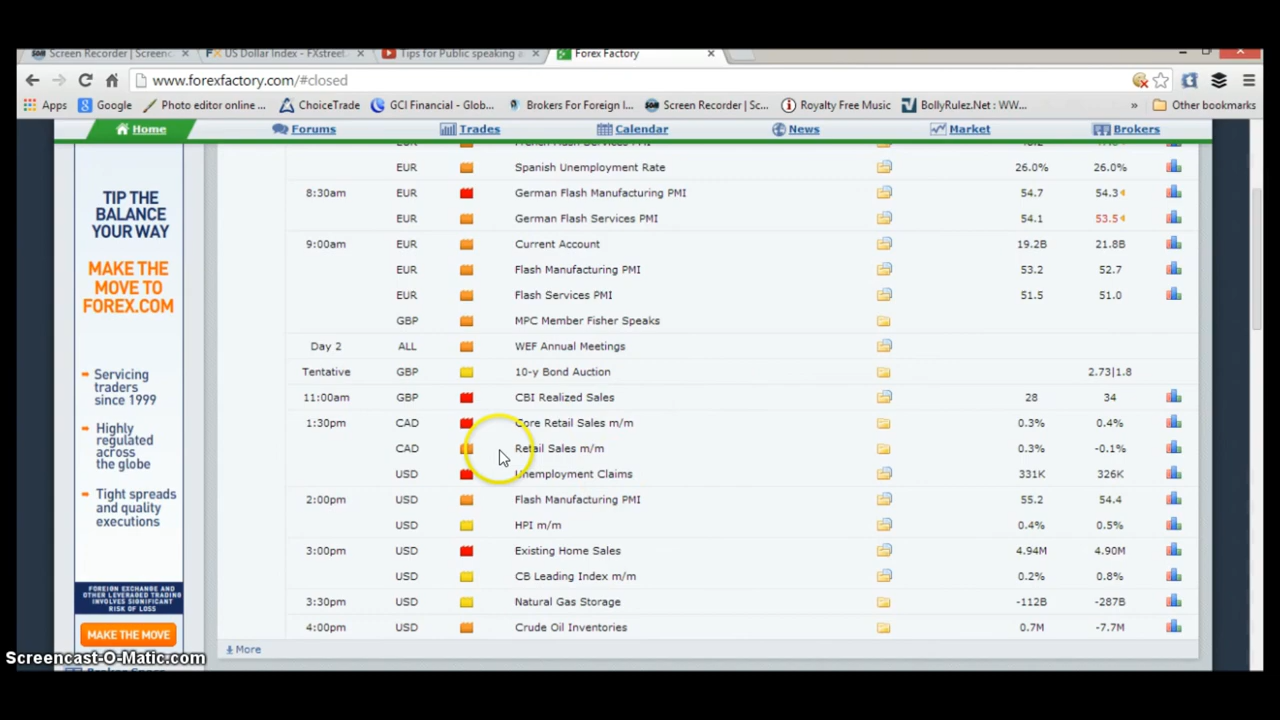 Screen Recorder | Screenc
US Dollar Index - FXstreet.
Tips for Public speaking a
Forex Factory
www.forexfactory.com/#closed
Apps
Google
Photo editor online ...
ChoiceTrade
GCI Financial - Glob...
Brokers For Foreign I...
Screen Recorder | Sc...
Royalty Free Music
BollyRulez.Net : WW...
»
Other bookmarks
Home
Forums
Trades
Calendar
News
Market
Brokers
EUR Spanish Unemployment Rate 26.0% 26.0%
8:30am EUR German Flash Manufacturing PMI 54.7 54.3
EUR German Flash Services PMI 54.1 53.5
9:00am EUR Current Account 19.2B 21.8B
EUR Flash Manufacturing PMI 53.2 52.7
EUR Flash Services PMI 51.5 51.0
GBP MPC Member Fisher Speaks
Day 2 ALL WEF Annual Meetings
Tentative GBP 10-y Bond Auction 2.73|1.8
11:00am GBP CBI Realized Sales 28 34
1:30pm CAD Core Retail Sales m/m 0.3% 0.4%
CAD Retail Sales m/m 0.3% -0.1%
USD Unemployment Claims 331K 326K
2:00pm USD Flash Manufacturing PMI 55.2 54.4
USD HPI m/m 0.4% 0.5%
3:00pm USD Existing Home Sales 4.94M 4.90M
USD CB Leading Index m/m 0.2% 0.8%
3:30pm USD Natural Gas Storage -112B -287B
4:00pm USD Crude Oil Inventories 0.7M -7.7M
More
TIP THE
BALANCE
YOUR WAY
MAKE THE
MOVE TO
FOREX.COM
Servicing
traders
since 1999
Highly
regulated
across
the globe
Tight spreads
and quality
executions
FOREIGN EXCHANGE AND
OTHER LEVERAGED TRADING
INVOLVES SIGNIFICANT
RISK OF LOSS
MAKE THE MOVE
Screencast-O-Matic.com